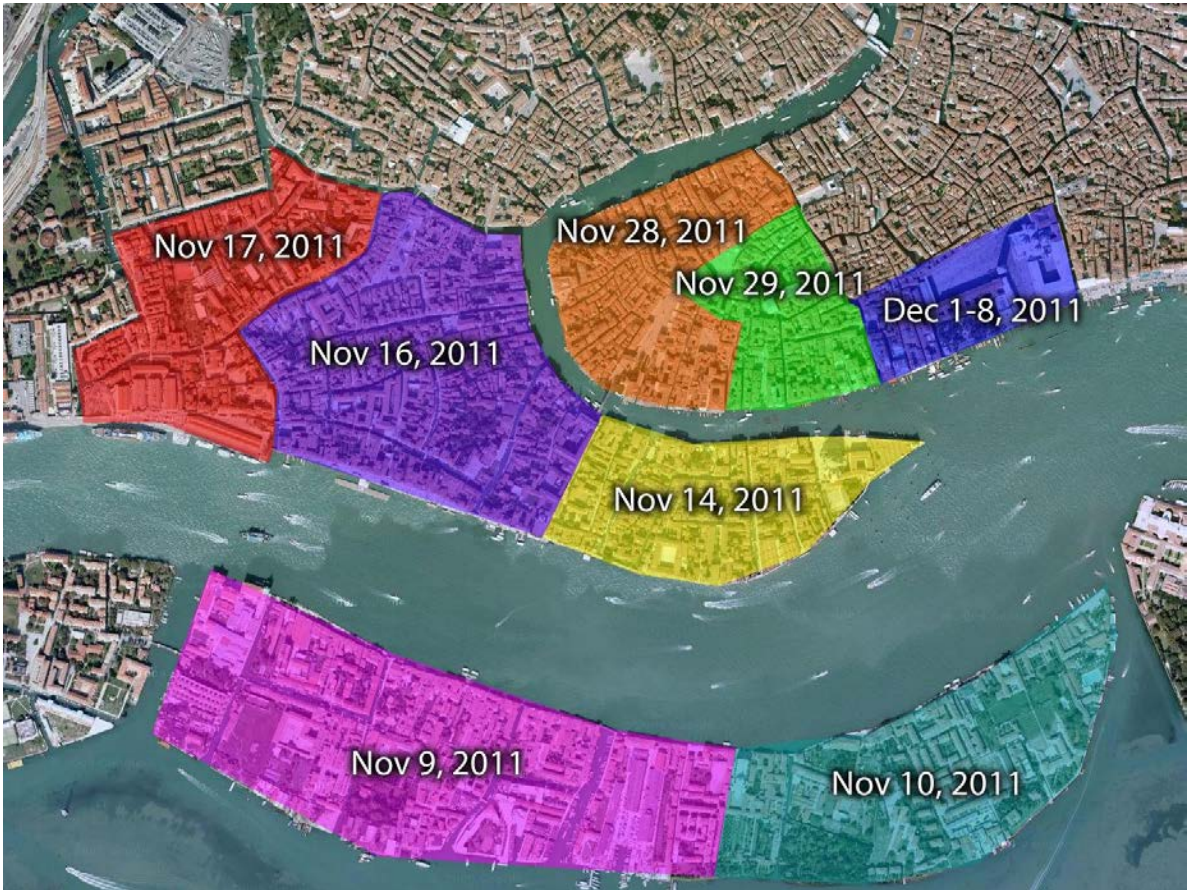 Nov 17, 2011
Nov 28, 2011
Nov 29, 2011
Dec 1-8, 2011
Nov 16, 2011
Nov 14, 2011
Nov 9, 2011
Nov 10, 2011